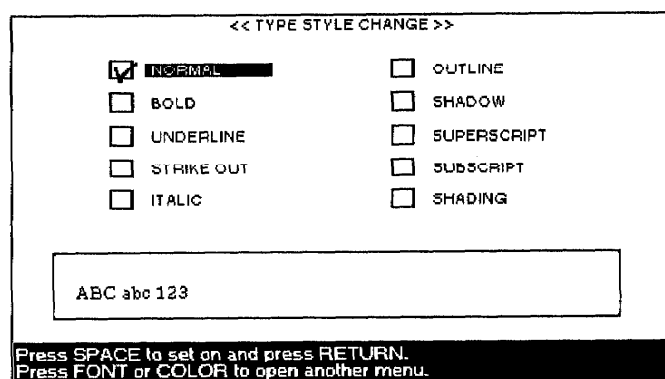 << TYPE STYLE CHANGE >>
NORMAL
BOLD
UNDERLINE
STRIKE OUT
ITALIC
OUTLINE
SHADOW
SUPERSCRIPT
SUBSCRIPT
SHADING
ABC abc 123
Press SPACE to set on and press RETURN.
Press FONT or COLOR to open another menu.